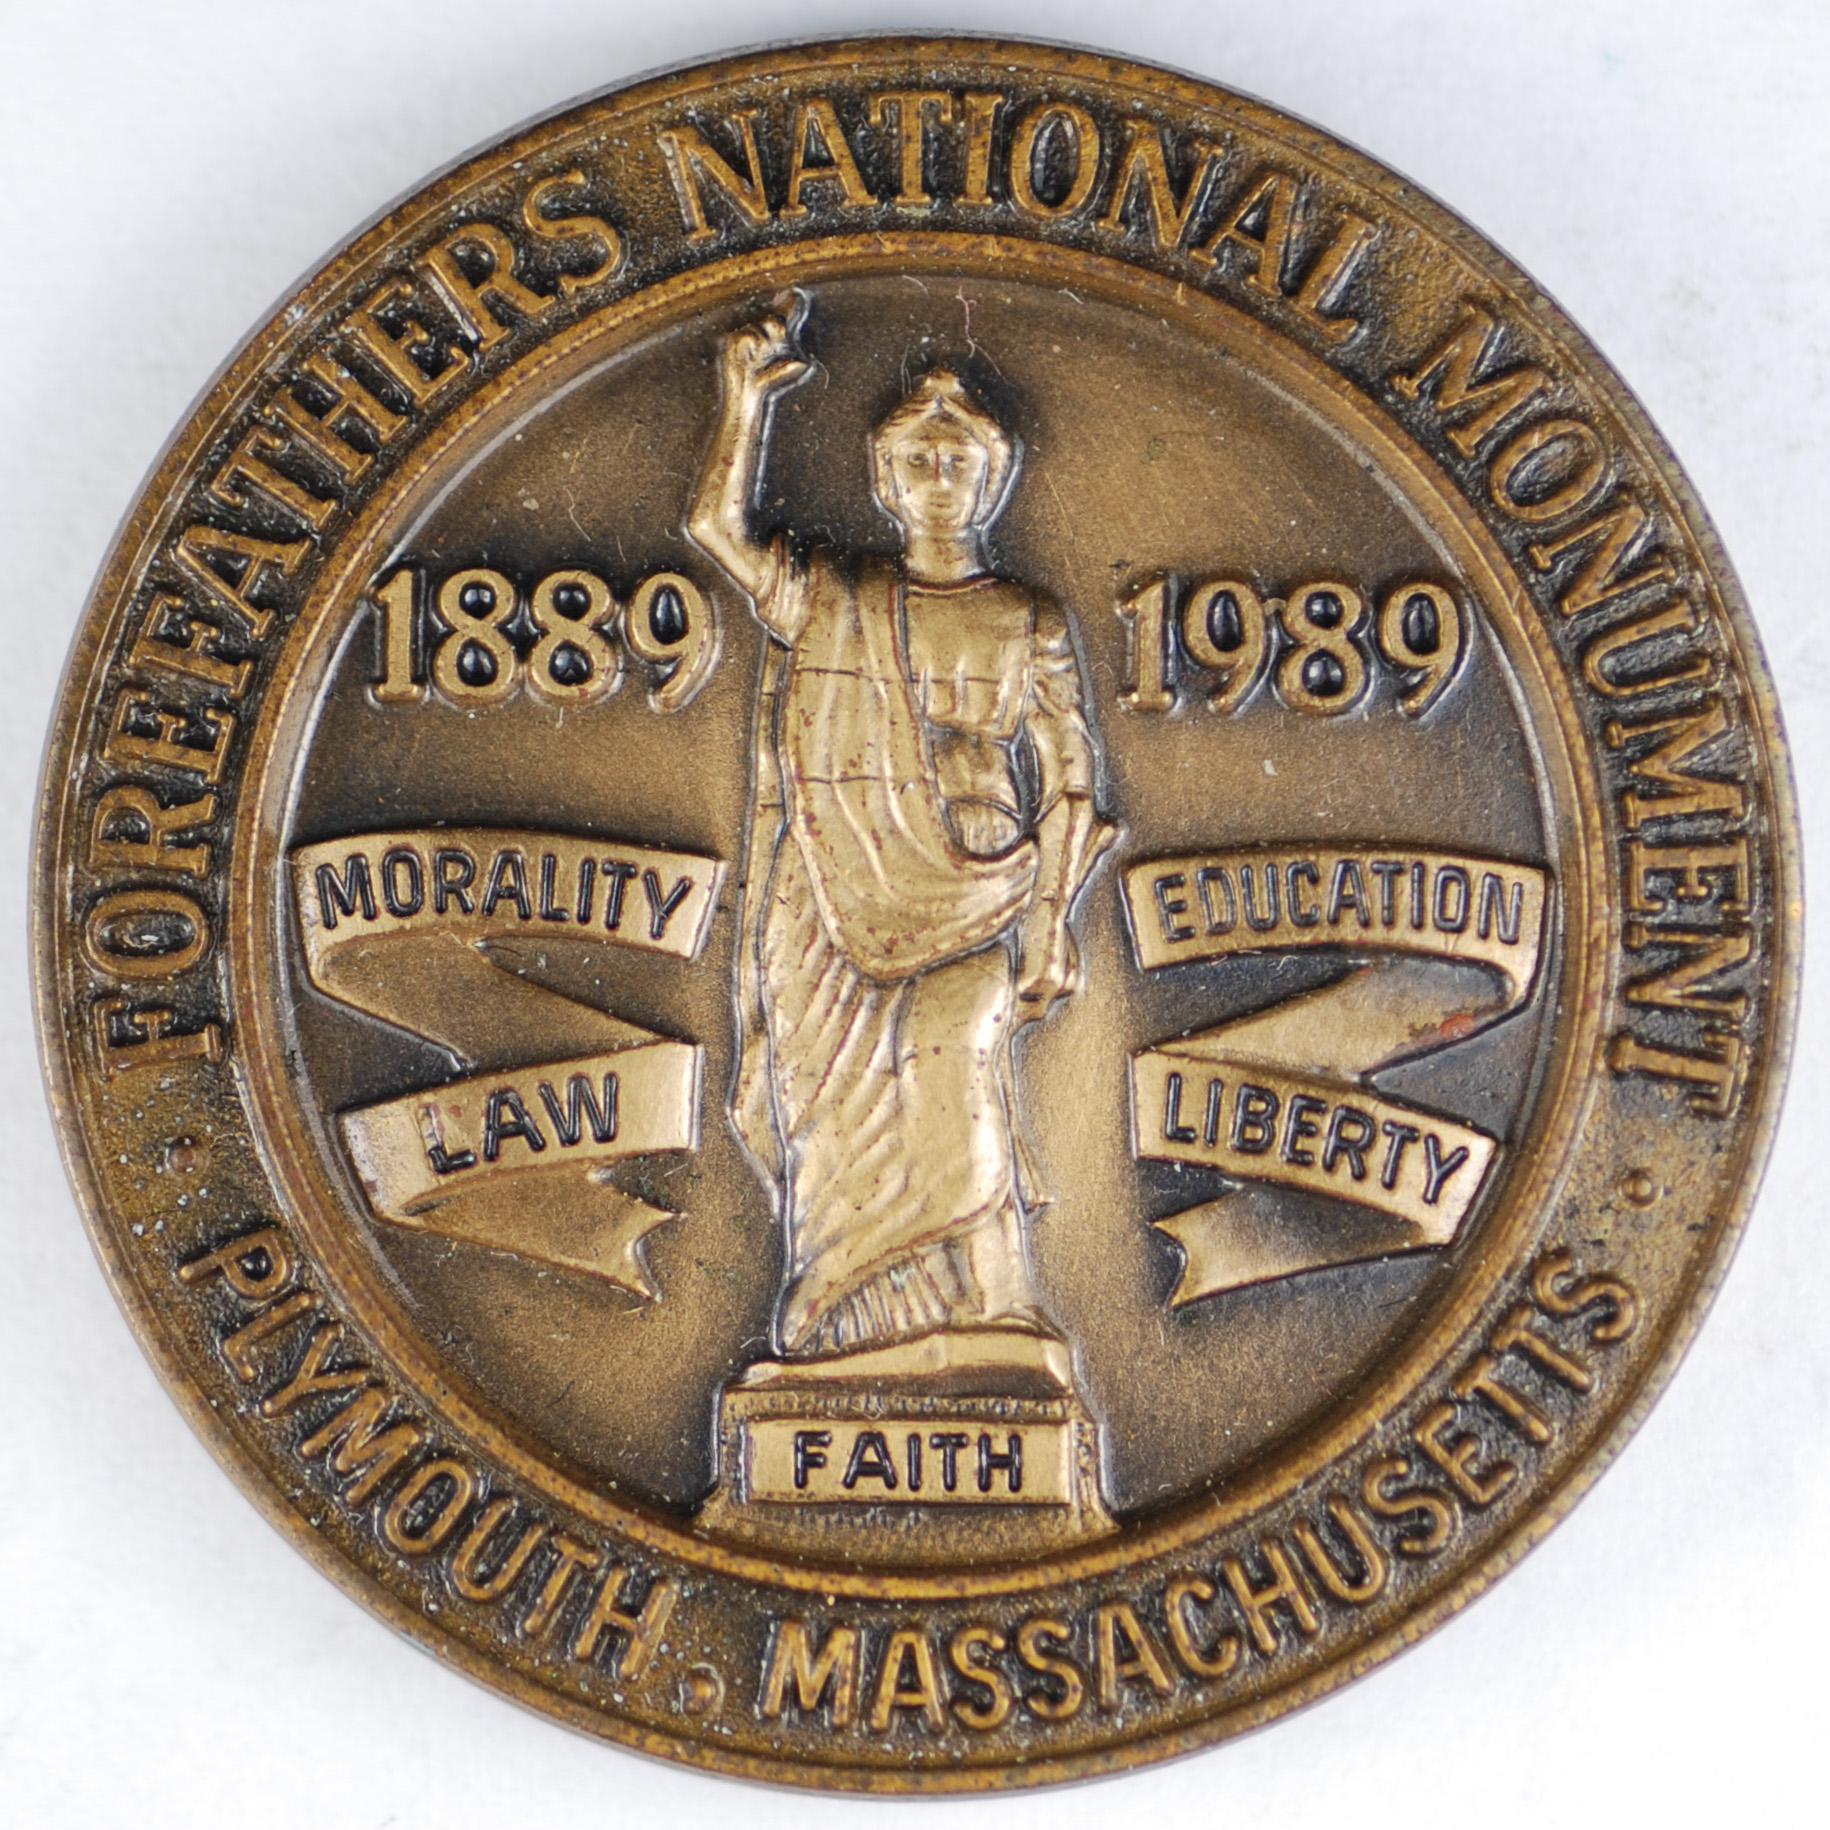 FOREFATHERS NATIONAL MONUMENT
1889 1989
MORALITY
EDUCATION
LAW
LIBERTY
FAITH
PLYMOUTH, MASSACHUSETTS